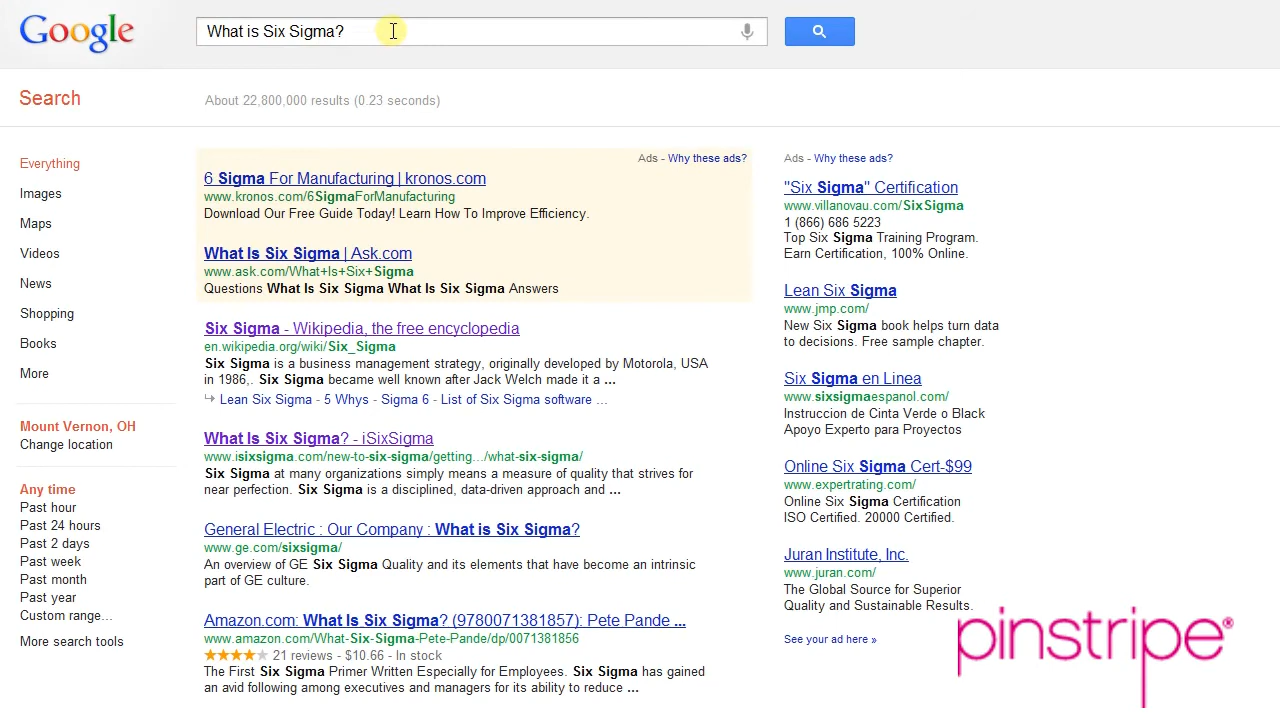 Google
What is Six Sigma?
Search
About 22,800,000 results (0.23 seconds)
Everything
Images
Maps
Videos
News
Shopping
Books
More
Mount Vernon, OH
Change location
Any time
Past hour
Past 24 hours
Past 2 days
Past week
Past month
Past year
Custom range...
More search tools
Ads - Why these ads?
6 Sigma For Manufacturing | kronos.com
www.kronos.com/6SigmaForManufacturing
Download Our Free Guide Today! Learn How To Improve Efficiency.
What Is Six Sigma | Ask.com
www.ask.com/What+Is+Six+Sigma
Questions What Is Six Sigma What Is Six Sigma Answers
Six Sigma - Wikipedia, the free encyclopedia
en.wikipedia.org/wiki/Six_Sigma
Six Sigma is a business management strategy, originally developed by Motorola, USA
in 1986,. Six Sigma became well known after Jack Welch made it a ...
Lean Six Sigma - 5 Whys - Sigma 6 - List of Six Sigma software ...
What Is Six Sigma? - iSixSigma
www.isixsigma.com/new-to-six-sigma/getting.../what-six-sigma/
Six Sigma at many organizations simply means a measure of quality that strives for
near perfection. Six Sigma is a disciplined, data-driven approach and ...
General Electric : Our Company : What is Six Sigma?
www.ge.com/sixsigma/
An overview of GE Six Sigma Quality and its elements that have become an intrinsic
part of GE culture.
Amazon.com: What Is Six Sigma? (9780071381857): Pete Pande ...
www.amazon.com/What-Six-Sigma-Pete-Pande/dp/0071381856
21 reviews - $10.66 - In stock
The First Six Sigma Primer Written Especially for Employees. Six Sigma has gained
an avid following among executives and managers for its ability to reduce ...
Ads - Why these ads?
"Six Sigma" Certification
www.villanovau.com/SixSigma
1 (866) 686 5223
Top Six Sigma Training Program.
Earn Certification, 100% Online.
Lean Six Sigma
www.jmp.com/
New Six Sigma book helps turn data
to decisions. Free sample chapter.
Six Sigma en Linea
www.sixsigmaespanol.com/
Instruccion de Cinta Verde o Black
Apoyo Experto para Proyectos
Online Six Sigma Cert-$99
www.expertrating.com/
Online Six Sigma Certification
ISO Certified. 20000 Certified.
Juran Institute, Inc.
www.juran.com/
The Global Source for Superior
Quality and Sustainable Results.
See your ad here »
pinstripe®